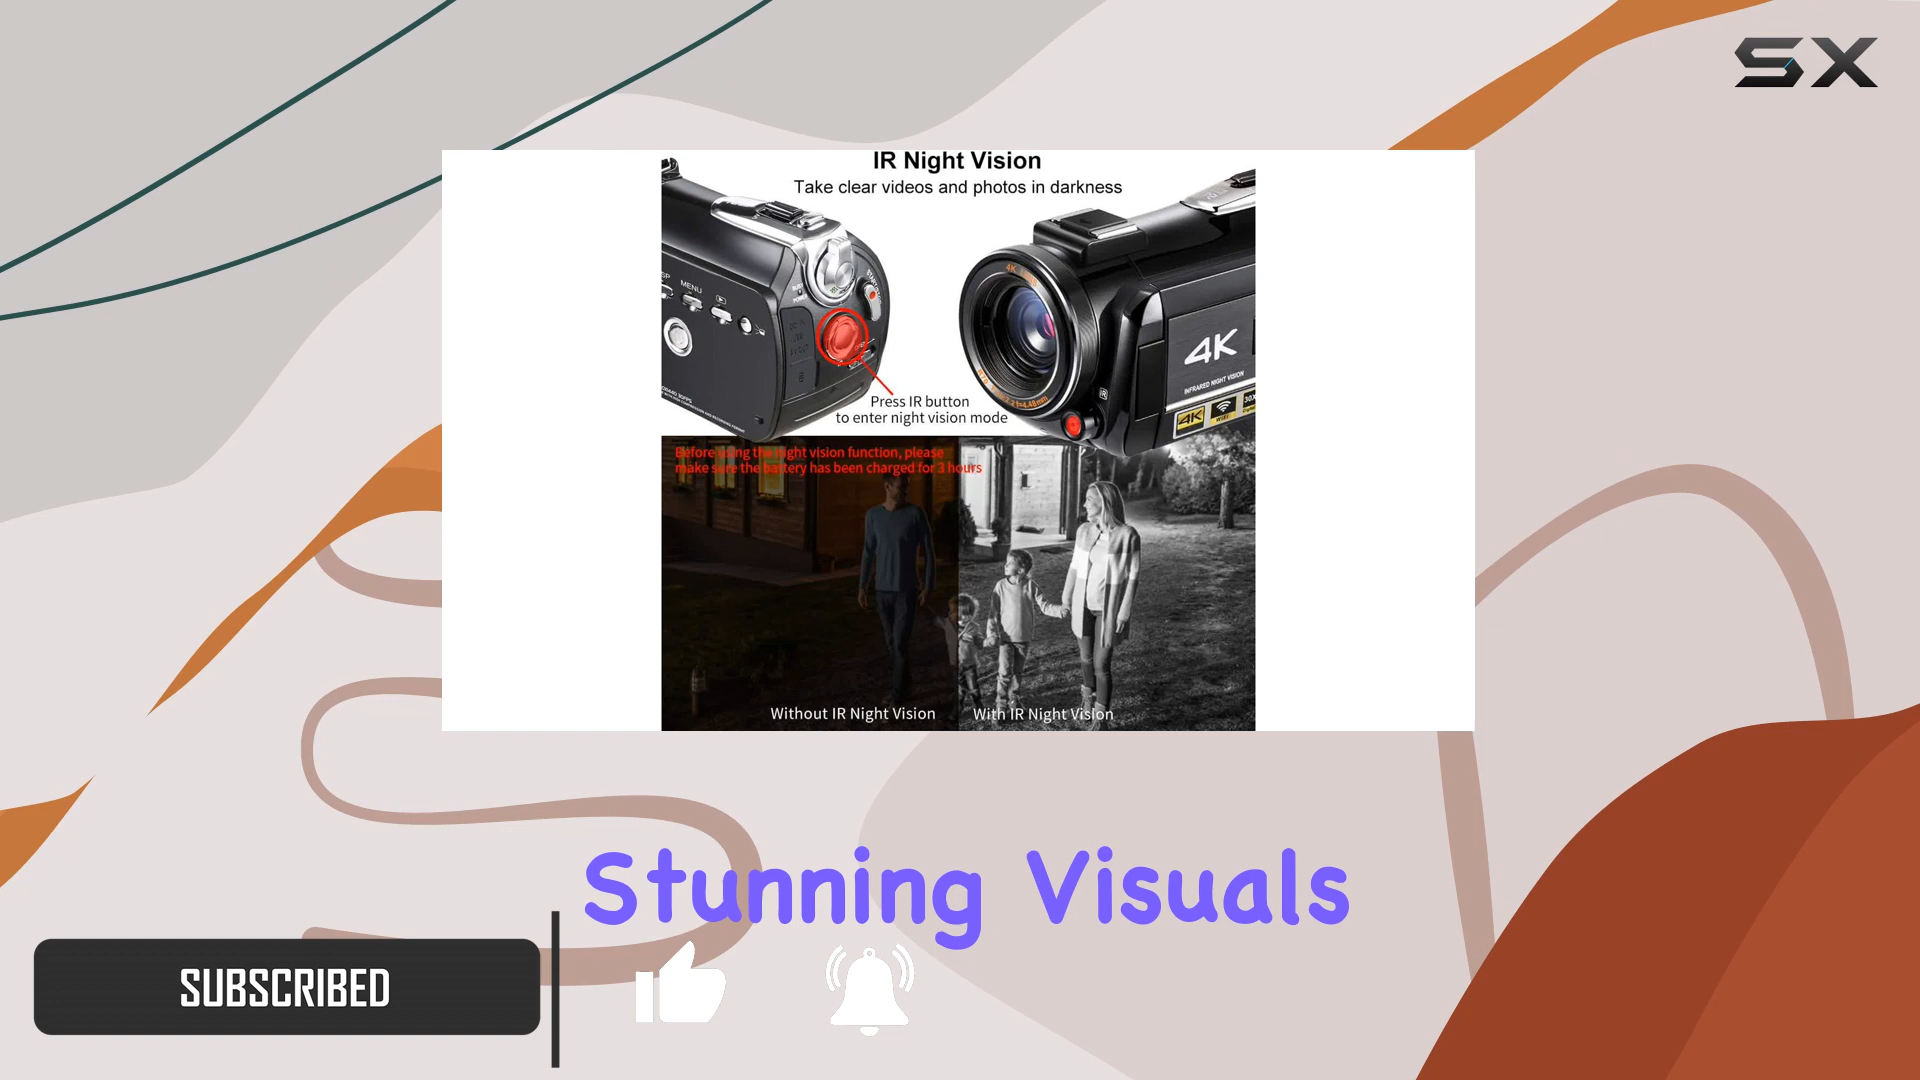 SX
IR Night Vision
Take clear videos and photos in darkness
MENU
4K
4K
INFRARED NIGHT VISION
4K
30X
Press IR button
to enter night vision mode
Before using the night vision function, please
make sure the battery has been charged for 3 hours
Without IR Night Vision
With IR Night Vision
Stunning Visuals
SUBSCRIBED